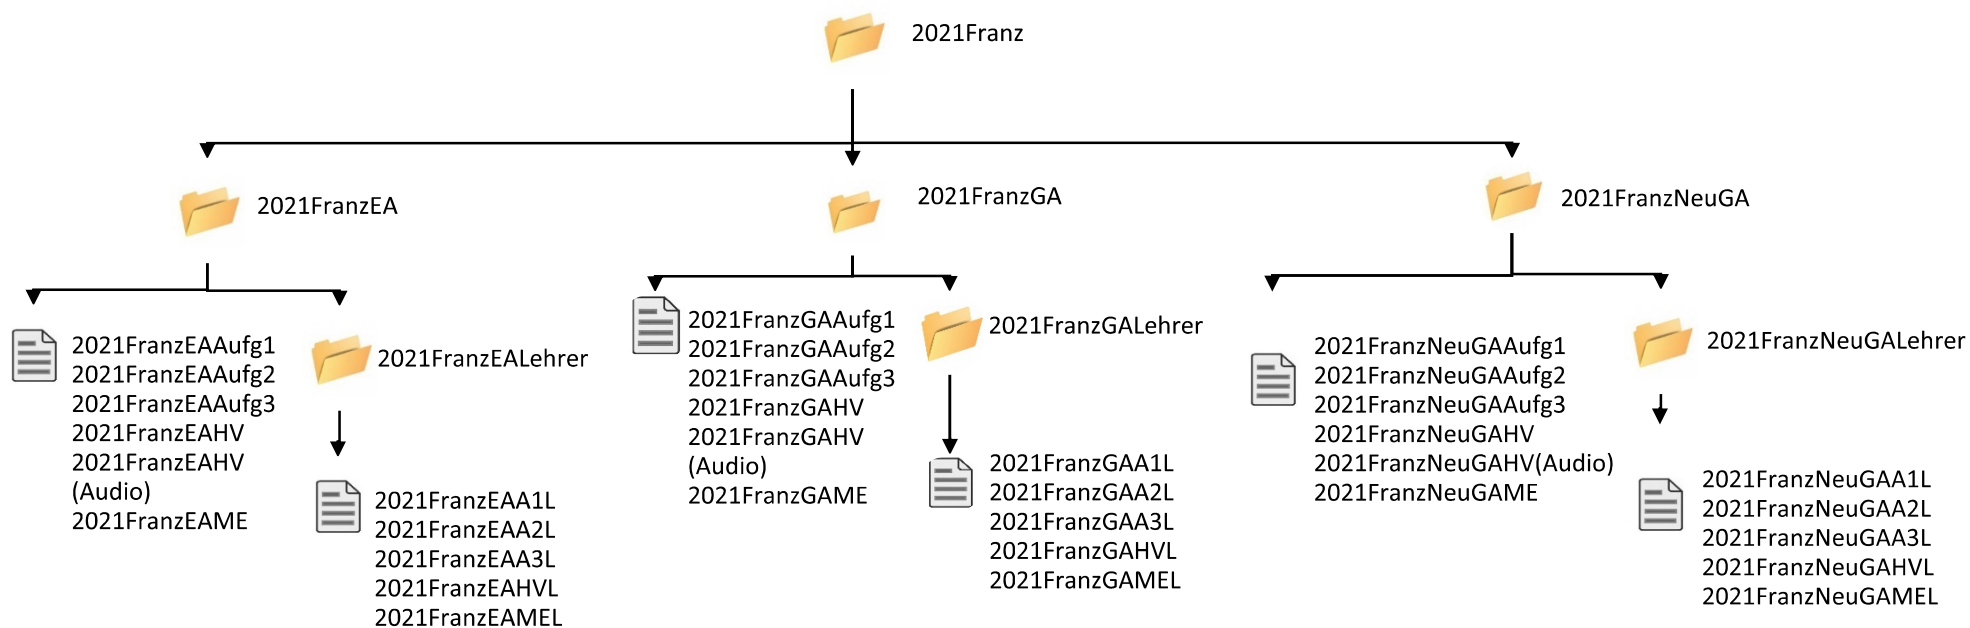 2021Franz
2021FranzEA
2021FranzGA
2021FranzNeuGA
2021FranzEAAufg1
2021FranzEAAufg2
2021FranzEAAufg3
2021FranzEAHV
2021FranzEAHV
(Audio)
2021FranzEAME
2021FranzEALehrer
2021FranzEAA1L
2021FranzEAA2L
2021FranzEAA3L
2021FranzEAHVL
2021FranzEAMEL
2021FranzGAAufg1
2021FranzGAAufg2
2021FranzGAAufg3
2021FranzGAHV
2021FranzGAHV
(Audio)
2021FranzGAME
2021FranzGALehrer
2021FranzGAA1L
2021FranzGAA2L
2021FranzGAA3L
2021FranzGAHVL
2021FranzGAMEL
2021FranzNeuGAAufg1
2021FranzNeuGAAufg2
2021FranzNeuGAAufg3
2021FranzNeuGAHV
2021FranzNeuGAHV(Audio)
2021FranzNeuGAME
2021FranzNeuGALehrer
2021FranzNeuGAA1L
2021FranzNeuGAA2L
2021FranzNeuGAA3L
2021FranzNeuGAHVL
2021FranzNeuGAMEL